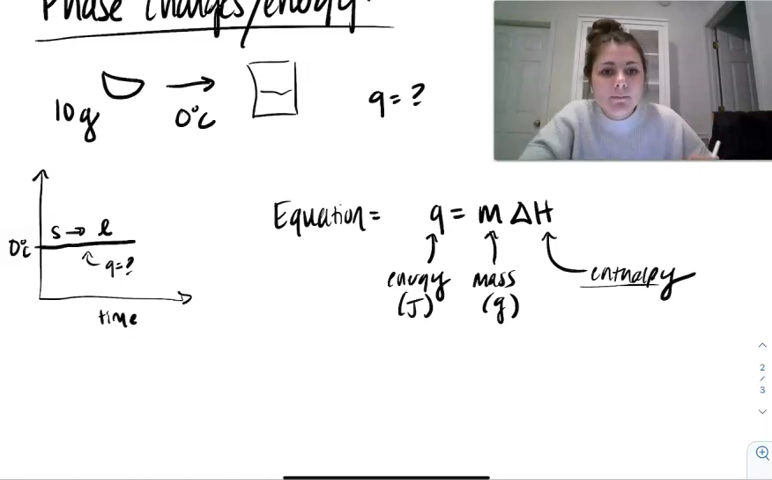 Phase changes/energy:
10g → 0°C q = ?
s → l
0°C
q=?
time
Equation = q = m ΔH
energy (J)
mass (g)
enthalpy
2
/
3